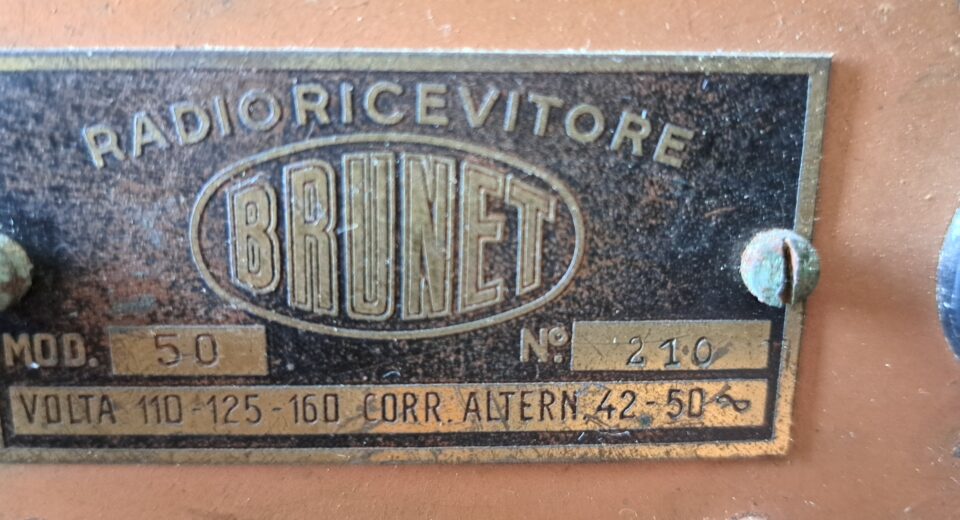 RADIORICEVITORE
BRUNET
MOD. 50 Nº 210
VOLTA 110-125-160 CORR. ALTERN. 42-50 ∾